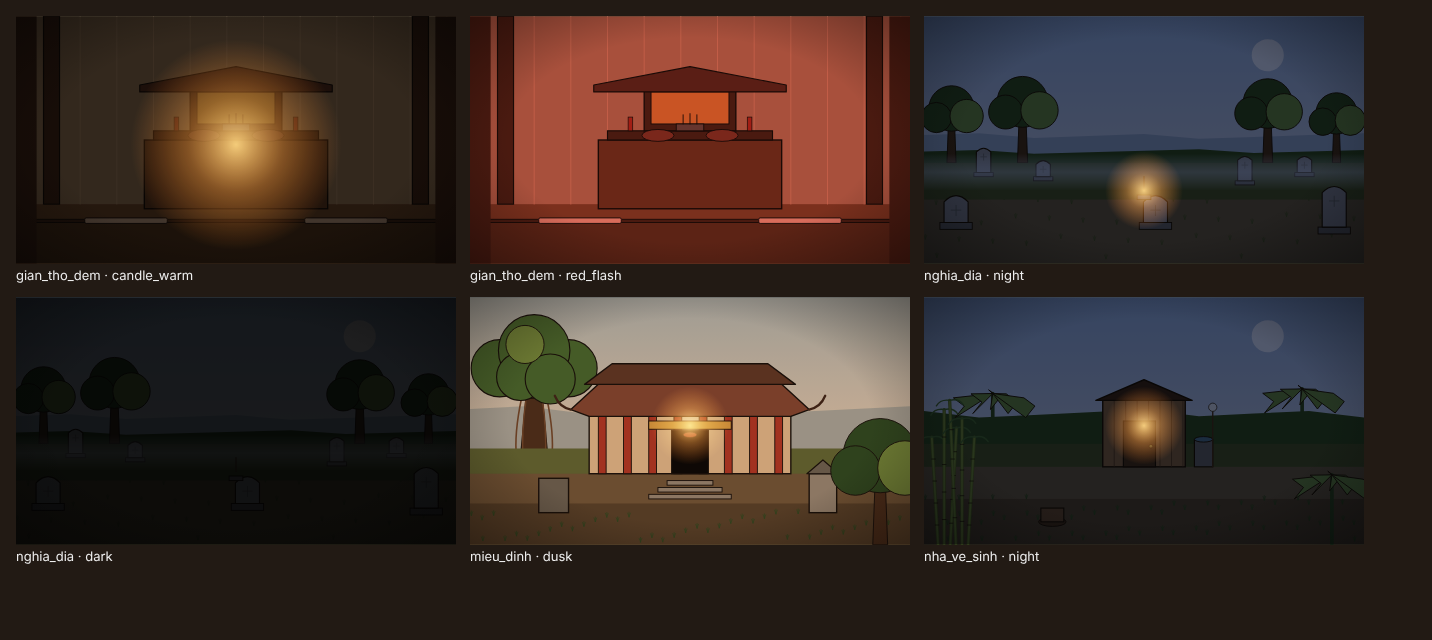 gian_tho_dem · candle_warm
gian_tho_dem · red_flash
nghia_dia · night
nghia_dia · dark
mieu_dinh · dusk
nha_ve_sinh · night